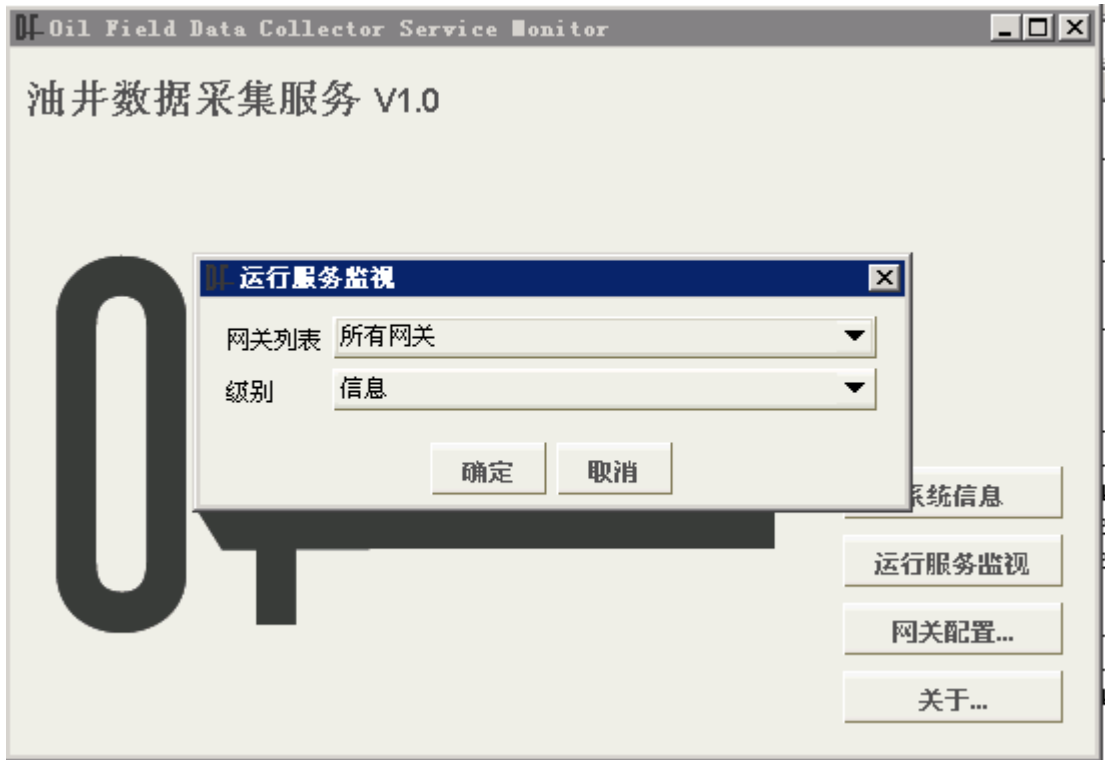 Oil Field Data Collector Service Monitor
油井数据采集服务 V1.0
运行服务监视
网关列表 所有网关
级别 信息
确定 取消
系统信息
运行服务监视
网关配置...
关于...